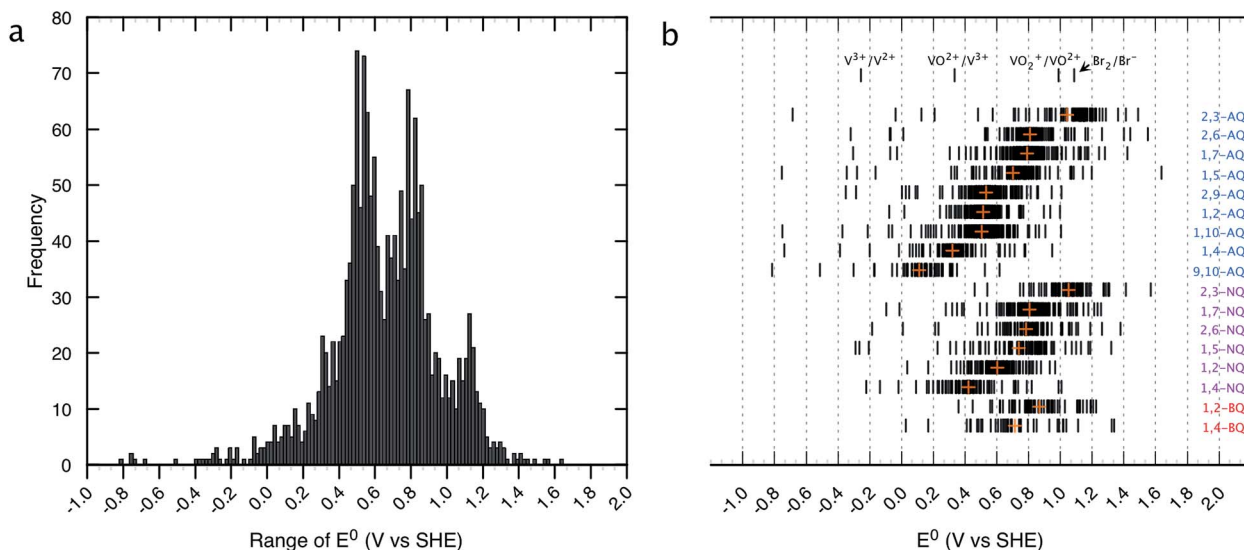 a
80
70
60
50
40
30
20
10
0
Frequency
-1.0 -0.8 -0.6 -0.4 -0.2 0.0 0.2 0.4 0.6 0.8 1.0 1.2 1.4 1.6 1.8 2.0
Range of E⁰ (V vs SHE)
b
V³⁺/V²⁺ VO²⁺/V³⁺ VO₂⁺/VO²⁺ Br₂/Br⁻
2,3-AQ
2,6-AQ
1,7-AQ
1,5-AQ
2,9-AQ
1,2-AQ
1,10-AQ
1,4-AQ
9,10-AQ
2,3-NQ
1,7-NQ
2,6-NQ
1,5-NQ
1,2-NQ
1,4-NQ
1,2-BQ
1,4-BQ
-1.0 -0.8 -0.6 -0.4 -0.2 0.0 0.2 0.4 0.6 0.8 1.0 1.2 1.4 1.6 1.8 2.0
E⁰ (V vs SHE)